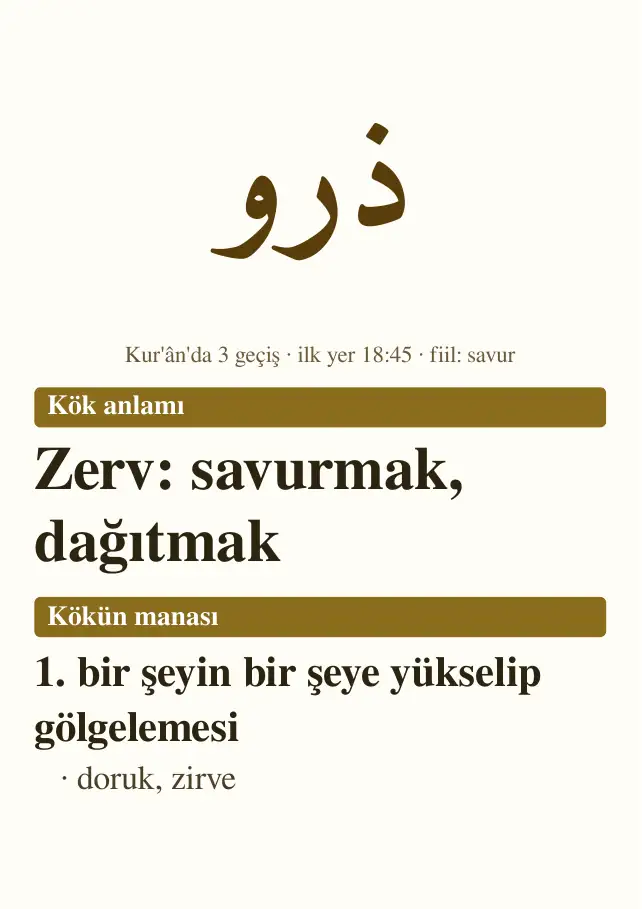 ذرو
Kur'ân'da 3 geçiş · ilk yer 18:45 · fiil: savur
Kök anlamı
Zerv: savurmak,
dağıtmak
Kökün manası
1. bir şeyin bir şeye yükselip
gölgelemesi
· doruk, zirve